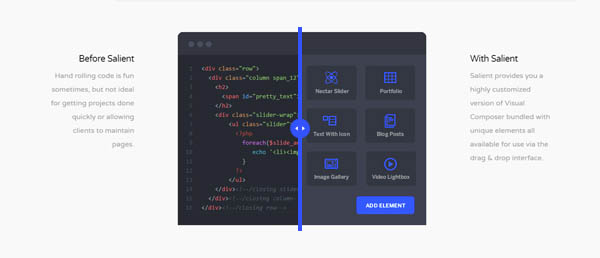 Before Salient
Hand rolling code is fun
sometimes, but not ideal
for getting projects done
quickly or allowing
clients to maintain
pages.
1 <div class="row">
2 <div class="column span_12"
3 <h2>
4 <span id="pretty_text"
5 </h2>
6 <div class="slider-wrap"
7 <ul class="slider"
8 <?php
9 foreach($slide_a
10 echo '<li><im
11 }
12 ?>
13 </ul>
14 </div><!--/closing slide
15 </div><!--/closing column-
16 </div><!--/closing row-->
Nectar Slider
Portfolio
Text With Icon
Blog Posts
Image Gallery
Video Lightbox
ADD ELEMENT
With Salient
Salient provides you a
highly customized
version of Visual
Composer bundled with
unique elements all
available for use via the
drag & drop interface.